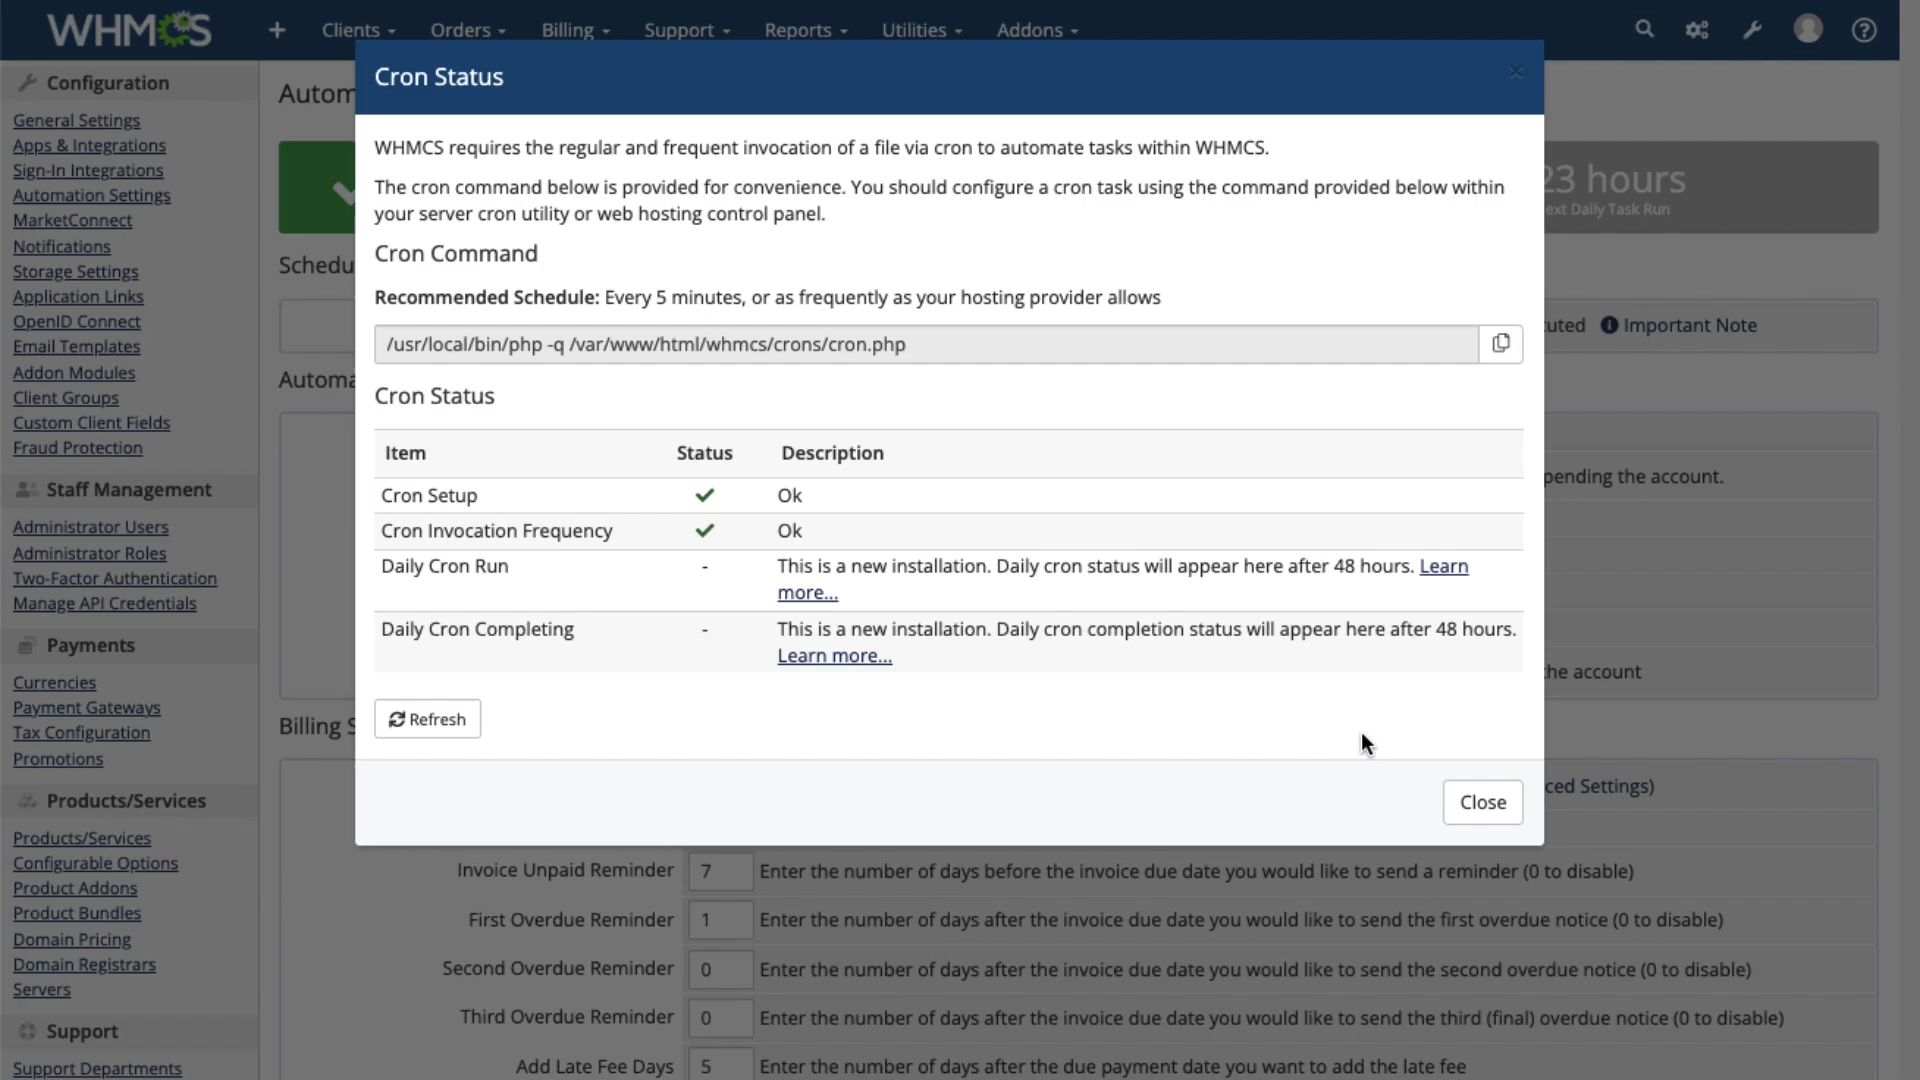 WHMCS
Clients
Orders
Billing
Support
Reports
Utilities
Addons
Configuration
General Settings
Apps & Integrations
Sign-In Integrations
Automation Settings
MarketConnect
Notifications
Storage Settings
Application Links
OpenID Connect
Email Templates
Addon Modules
Client Groups
Custom Client Fields
Fraud Protection
Staff Management
Administrator Users
Administrator Roles
Two-Factor Authentication
Manage API Credentials
Payments
Currencies
Payment Gateways
Tax Configuration
Promotions
Products/Services
Products/Services
Configurable Options
Product Addons
Product Bundles
Domain Pricing
Domain Registrars
Servers
Support
Support Departments
Autom
Schedu
Automa
Billing S
Cron Status
WHMCS requires the regular and frequent invocation of a file via cron to automate tasks within WHMCS.
The cron command below is provided for convenience. You should configure a cron task using the command provided below within
your server cron utility or web hosting control panel.
Cron Command
Recommended Schedule: Every 5 minutes, or as frequently as your hosting provider allows
/usr/local/bin/php -q /var/www/html/whmcs/crons/cron.php
Cron Status
Item Status Description
Cron Setup Ok
Cron Invocation Frequency Ok
Daily Cron Run - This is a new installation. Daily cron status will appear here after 48 hours. Learn
more...
Daily Cron Completing - This is a new installation. Daily cron completion status will appear here after 48 hours.
Learn more...
Refresh
Close
23 hours
ext Daily Task Run
uted Important Note
pending the account.
he account
ced Settings)
Invoice Unpaid Reminder 7 Enter the number of days before the invoice due date you would like to send a reminder (0 to disable)
First Overdue Reminder 1 Enter the number of days after the invoice due date you would like to send the first overdue notice (0 to disable)
Second Overdue Reminder 0 Enter the number of days after the invoice due date you would like to send the second overdue notice (0 to disable)
Third Overdue Reminder 0 Enter the number of days after the invoice due date you would like to send the third (final) overdue notice (0 to disable)
Add Late Fee Days 5 Enter the number of days after the due payment date you want to add the late fee